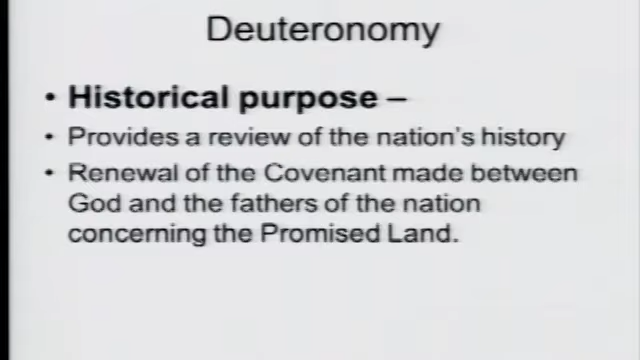 Deuteronomy
• Historical purpose –
• Provides a review of the nation's history
• Renewal of the Covenant made between
God and the fathers of the nation
concerning the Promised Land.